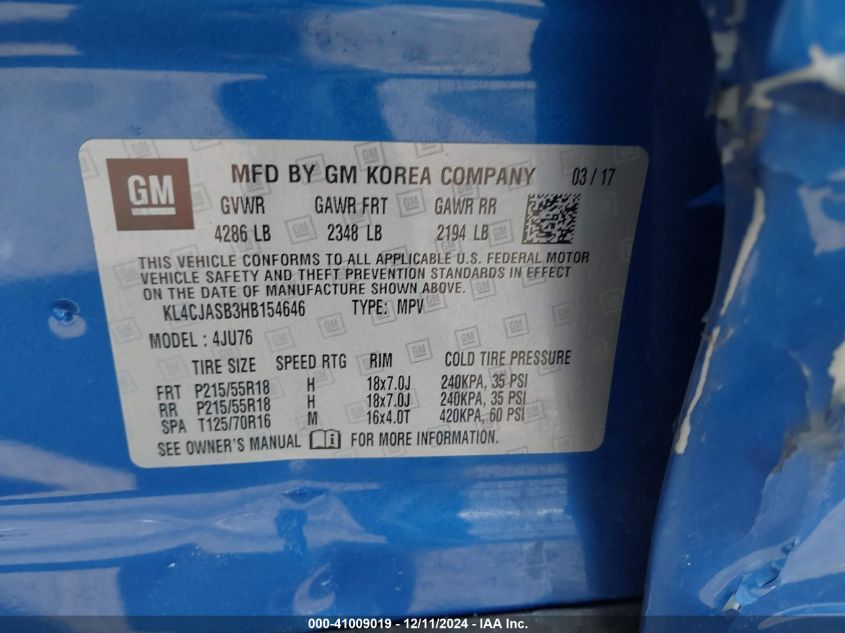 GM
MFD BY GM KOREA COMPANY 03 / 17
GVWR GAWR FRT GAWR RR
4286 LB 2348 LB 2194 LB
THIS VEHICLE CONFORMS TO ALL APPLICABLE U.S. FEDERAL MOTOR
VEHICLE SAFETY AND THEFT PREVENTION STANDARDS IN EFFECT
ON THE DATE OF MANUFACTURE SHOWN ABOVE.
KL4CJASB3HB154646 TYPE: MPV
MODEL : 4JU76
TIRE SIZE SPEED RTG RIM COLD TIRE PRESSURE
FRT P215/55R18 H 18x7.0J 240KPA, 35 PSI
RR P215/55R18 H 18x7.0J 240KPA, 35 PSI
SPA T125/70R16 M 16x4.0T 420KPA, 60 PSI
SEE OWNER'S MANUAL FOR MORE INFORMATION.
000-41009019 - 12/11/2024 - IAA Inc.